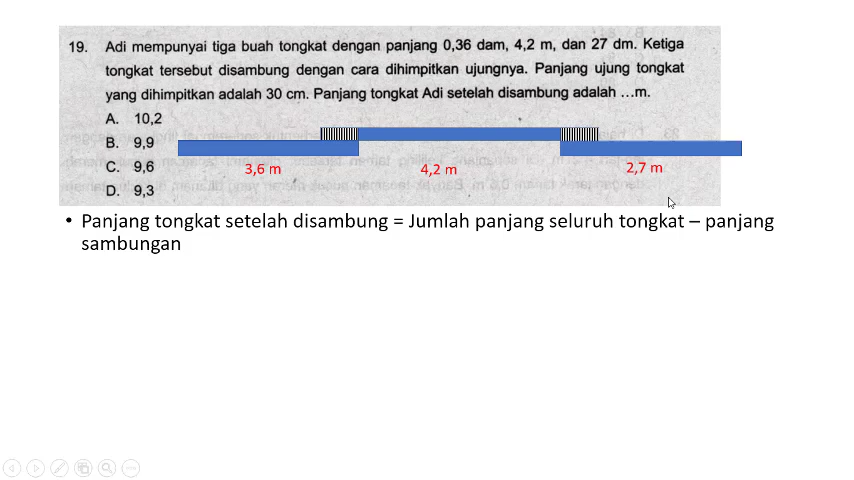 19. Adi mempunyai tiga buah tongkat dengan panjang 0,36 dam, 4,2 m, dan 27 dm. Ketiga
tongkat tersebut disambung dengan cara dihimpitkan ujungnya. Panjang ujung tongkat
yang dihimpitkan adalah 30 cm. Panjang tongkat Adi setelah disambung adalah ...m.
A. 10,2
B. 9,9
C. 9,6
D. 9,3
3,6 m 4,2 m 2,7 m
• Panjang tongkat setelah disambung = Jumlah panjang seluruh tongkat – panjang
sambungan